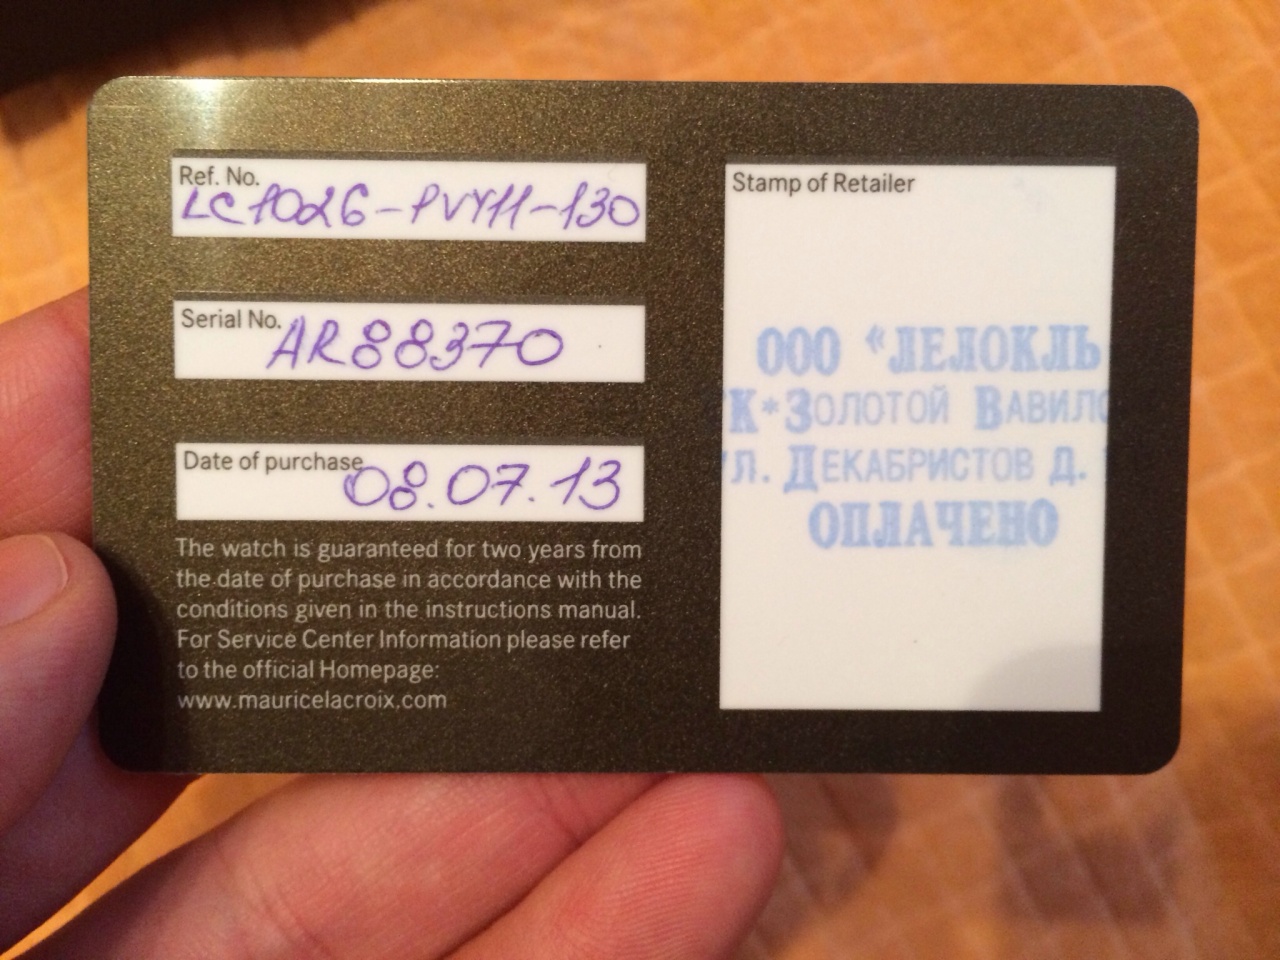 Ref. No.
LC1026-PVY11-130
Serial No.
AR88370
Date of purchase
08.07.13
The watch is guaranteed for two years from
the date of purchase in accordance with the
conditions given in the instructions manual.
For Service Center Information please refer
to the official Homepage:
www.mauricelacroix.com
Stamp of Retailer
ООО «ЛЕЛОКЛЬ
К*Золотой Вавило
л. Декабристов д.
ОПЛАЧЕНО